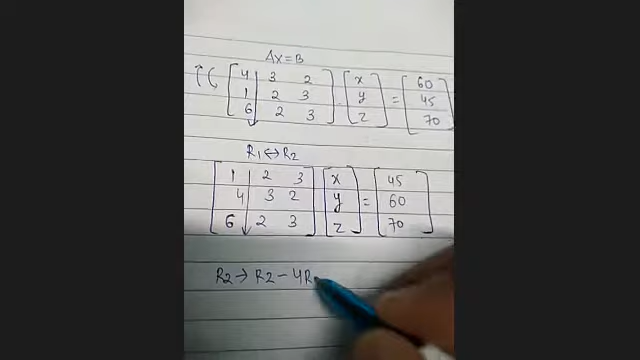 AX = B
↑( [ 4 3 2 ] [ x ] = [ 60 ]
[ 1 2 3 ] [ y ] [ 45 ]
[ 6 2 3 ] [ z ] [ 70 ]
R1 ↔ R2
[ 1 2 3 ] [ x ] = [ 45 ]
[ 4 3 2 ] [ y ] [ 60 ]
[ 6 2 3 ] [ z ] [ 70 ]
R2 → R2 - 4R